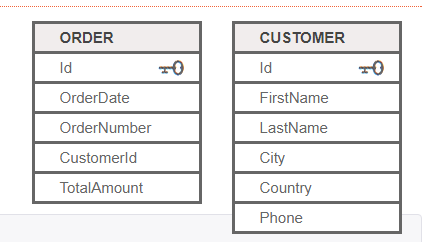 ORDER
Id
OrderDate
OrderNumber
CustomerId
TotalAmount
CUSTOMER
Id
FirstName
LastName
City
Country
Phone